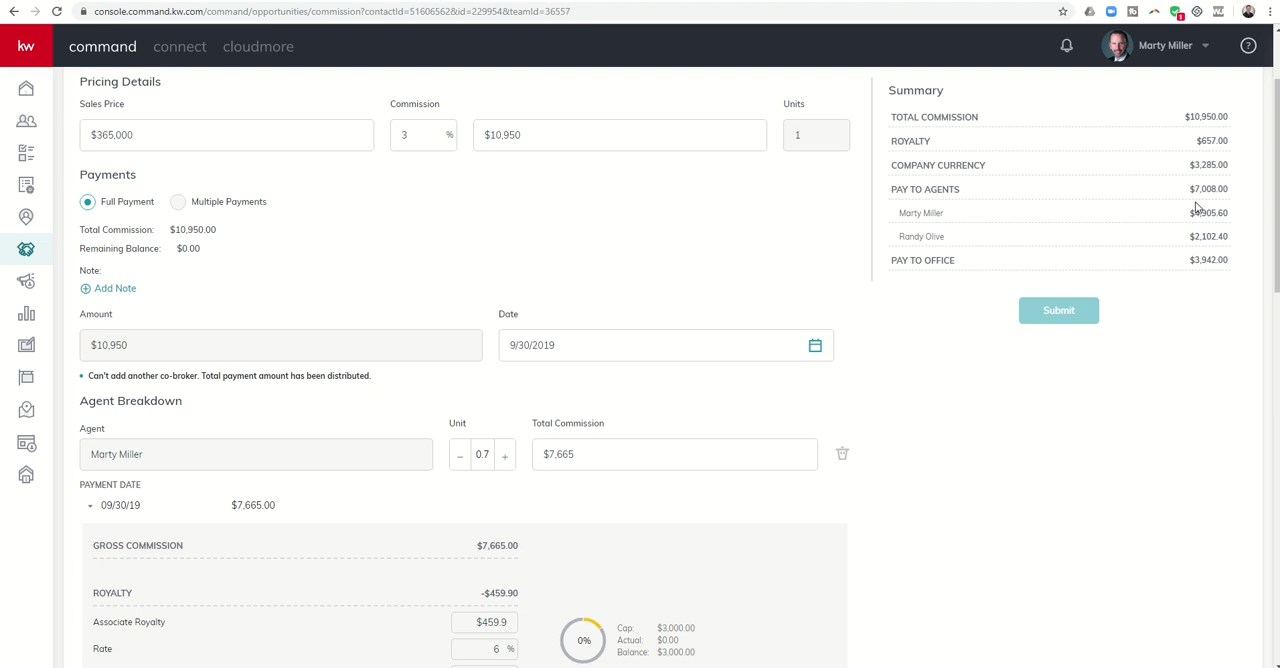 console.command.kw.com/command/opportunities/commission?contactId=51606562&id=229954&teamId=36557
1
kw command connect cloudmore Marty Miller ?
Pricing Details
Sales Price Commission Units
$365,000 3 % $10,950 1
Payments
Full Payment Multiple Payments
Total Commission: $10,950.00
Remaining Balance: $0.00
Note:
Add Note
Amount Date
$10,950 9/30/2019
Can't add another co-broker. Total payment amount has been distributed.
Agent Breakdown
Agent Unit Total Commission
Marty Miller – 0.7 + $7,665
PAYMENT DATE
09/30/19 $7,665.00
GROSS COMMISSION $7,665.00
ROYALTY -$459.90
Associate Royalty $459.9
Rate 6 %
0%
Cap: $3,000.00
Actual: $0.00
Balance: $3,000.00
Summary
TOTAL COMMISSION $10,950.00
ROYALTY $657.00
COMPANY CURRENCY $3,285.00
PAY TO AGENTS $7,008.00
Marty Miller $4,905.60
Randy Olive $2,102.40
PAY TO OFFICE $3,942.00
Submit